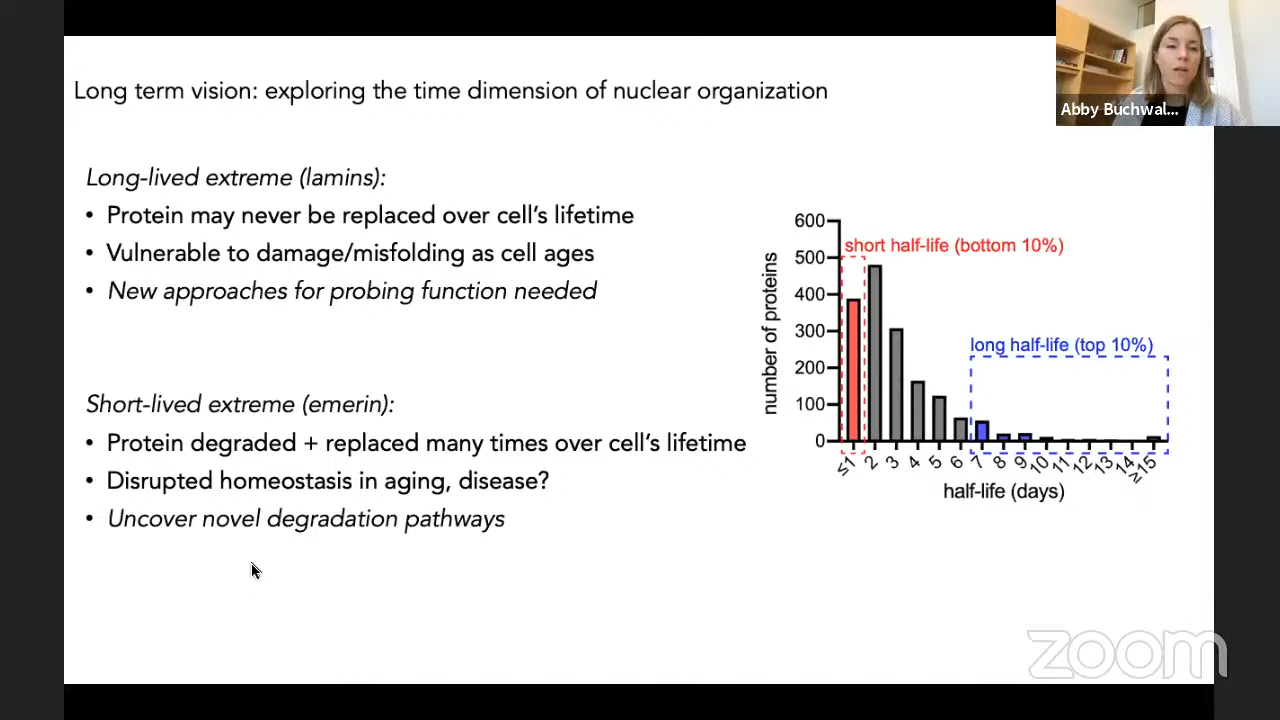 Long term vision: exploring the time dimension of nuclear organization
Abby Buchwal...
Long-lived extreme (lamins):
• Protein may never be replaced over cell's lifetime
• Vulnerable to damage/misfolding as cell ages
• New approaches for probing function needed
Short-lived extreme (emerin):
• Protein degraded + replaced many times over cell's lifetime
• Disrupted homeostasis in aging, disease?
• Uncover novel degradation pathways
short half-life (bottom 10%)
long half-life (top 10%)
number of proteins
600
500
400
300
200
100
0
≤1 2 3 4 5 6 7 8 9 10 11 12 13 14 ≥15
half-life (days)
zoom